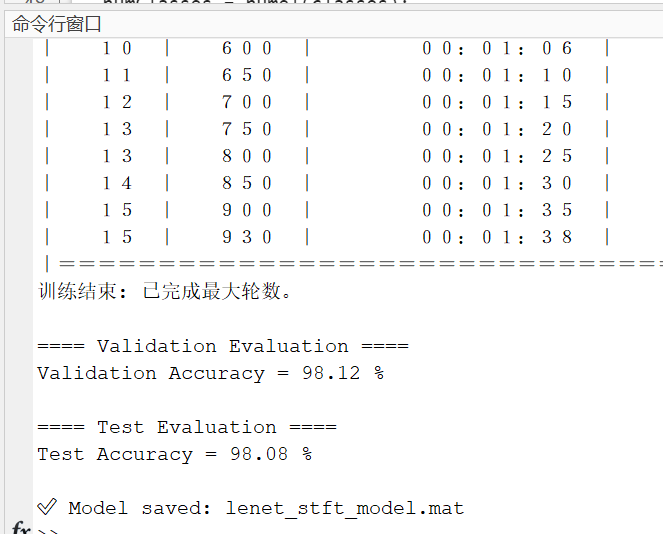 命令行窗口
| 10 | 600 | 00:01:06 |
| 11 | 650 | 00:01:10 |
| 12 | 700 | 00:01:15 |
| 13 | 750 | 00:01:20 |
| 13 | 800 | 00:01:25 |
| 14 | 850 | 00:01:30 |
| 15 | 900 | 00:01:35 |
| 15 | 930 | 00:01:38 |
|================================
训练结束: 已完成最大轮数。
==== Validation Evaluation ====
Validation Accuracy = 98.12 %
==== Test Evaluation ====
Test Accuracy = 98.08 %
✅ Model saved: lenet_stft_model.mat
fx >>